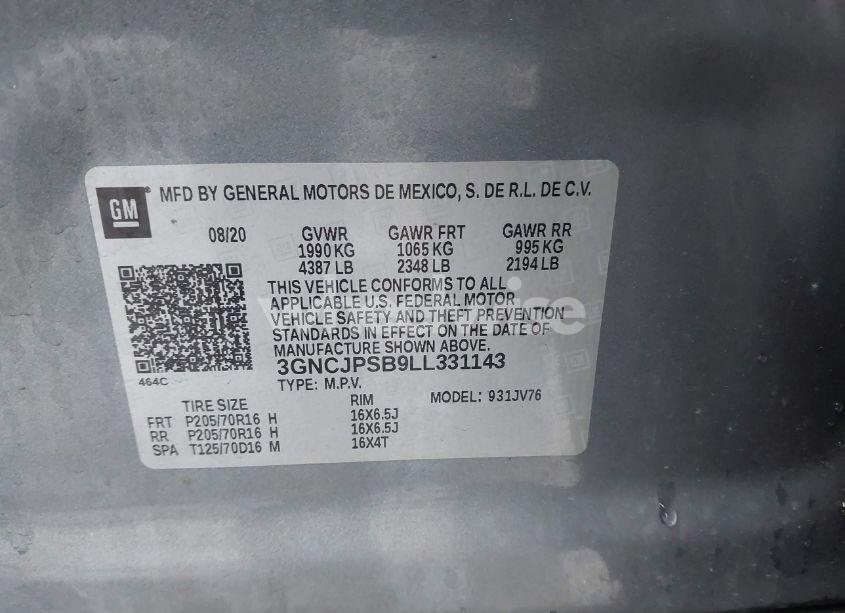 GM
MFD BY GENERAL MOTORS DE MEXICO, S. DE R.L. DE C.V.
08/20 GVWR GAWR FRT GAWR RR
1990 KG 1065 KG 995 KG
4387 LB 2348 LB 2194 LB
THIS VEHICLE CONFORMS TO ALL
APPLICABLE U.S. FEDERAL MOTOR
VEHICLE SAFETY AND THEFT PREVENTION
STANDARDS IN EFFECT ON THE DATE OF
MANUFACTURE SHOWN ABOVE.
3GNCJPSB9LL331143
464C
TYPE: M.P.V. MODEL: 931JV76
TIRE SIZE RIM
FRT P205/70R16 H 16X6.5J
RR P205/70R16 H 16X6.5J
SPA T125/70D16 M 16X4T